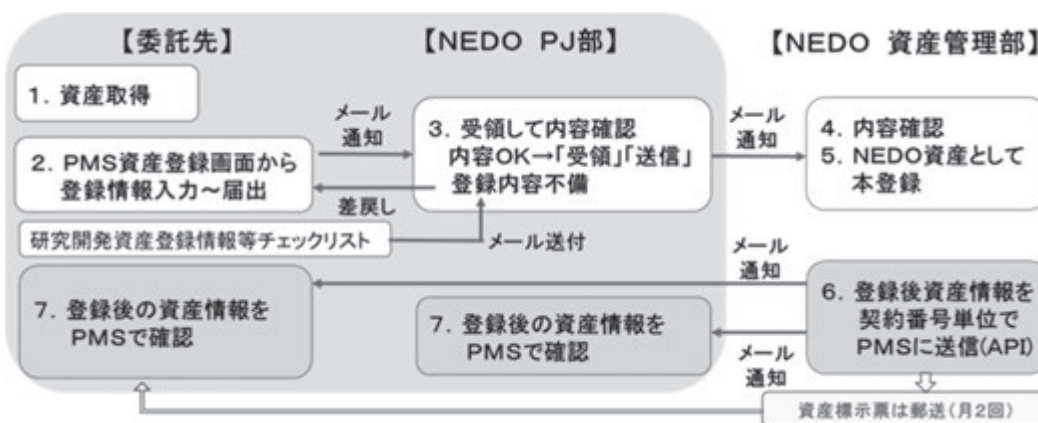 【委託先】
【NEDO PJ部】
【NEDO 資産管理部】
1. 資産取得
2. PMS資産登録画面から
登録情報入力~届出
メール
通知
3. 受領して内容確認
内容OK→「受領」「送信」
登録内容不備
メール
通知
4. 内容確認
5. NEDO資産として
本登録
差戻し
研究開発資産登録情報等チェックリスト
メール送付
メール
通知
7. 登録後の資産情報を
PMSで確認
7. 登録後の資産情報を
PMSで確認
6. 登録後資産情報を
契約番号単位で
PMSに送信(API)
メール
通知
資産標示票は郵送(月2回)